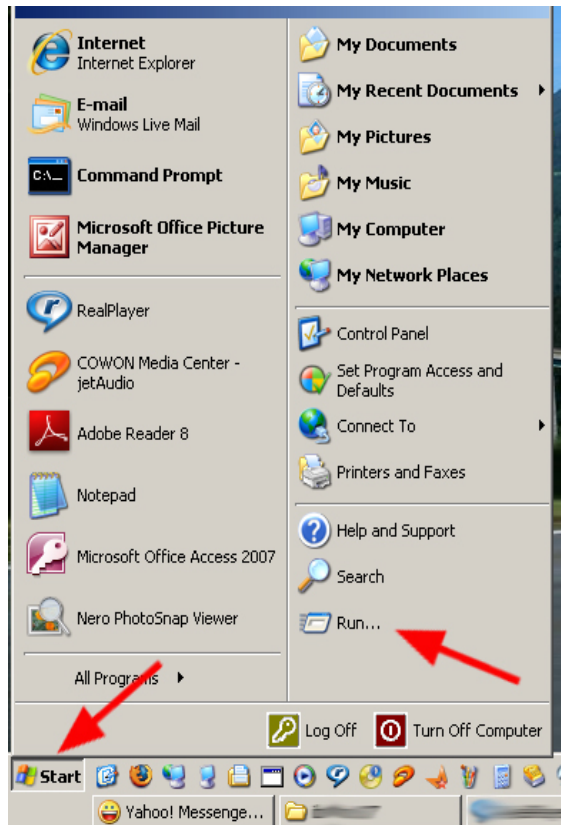 Internet
Internet Explorer
E-mail
Windows Live Mail
C:\_
Command Prompt
Microsoft Office Picture
Manager
RealPlayer
COWON Media Center -
jetAudio
Adobe Reader 8
Notepad
Microsoft Office Access 2007
Nero PhotoSnap Viewer
All Programs
My Documents
My Recent Documents
My Pictures
My Music
My Computer
My Network Places
Control Panel
Set Program Access and
Defaults
Connect To
Printers and Faxes
Help and Support
Search
Run...
Log Off
Turn Off Computer
Start
Yahoo! Messenge...